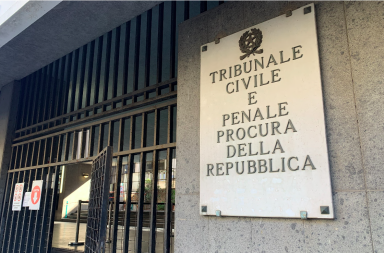 TRIBUNALE
CIVILE
E
PENALE
PROCURA
DELLA
REPUBBLICA